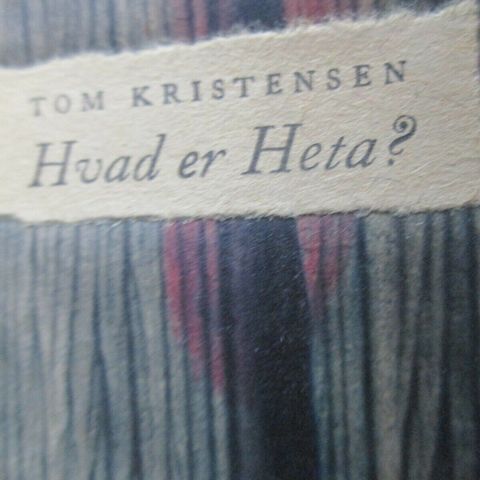 TOM KRISTENSEN
Hvad er Heta?